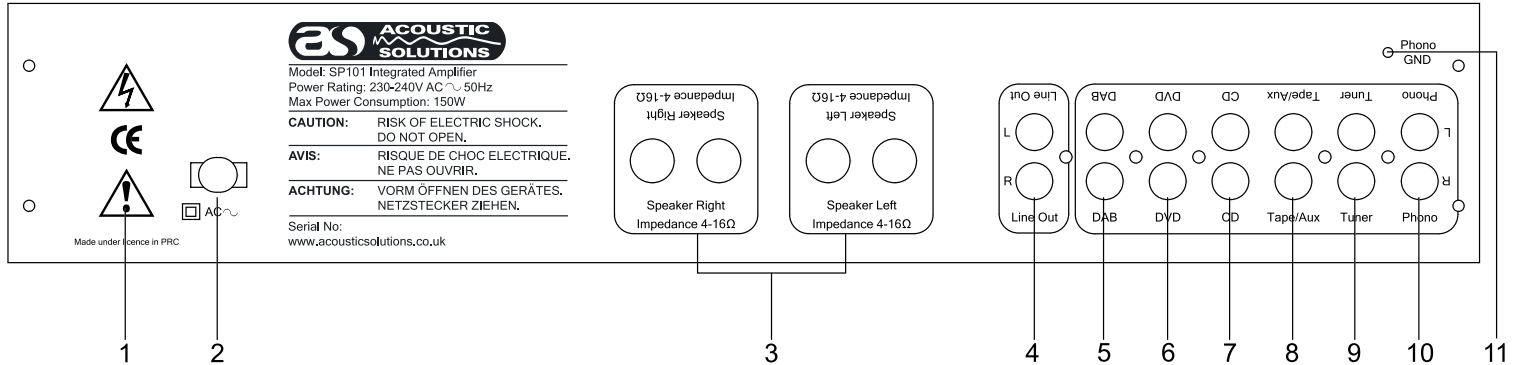 as ACOUSTIC SOLUTIONS
Model: SP101 Integrated Amplifier
Power Rating: 230-240V AC～50Hz
Max Power Consumption: 150W
CAUTION: RISK OF ELECTRIC SHOCK.
DO NOT OPEN.
AVIS: RISQUE DE CHOC ELECTRIQUE.
NE PAS OUVRIR.
ACHTUNG: VORM ÖFFNEN DES GERÄTES.
NETZSTECKER ZIEHEN.
Serial No:
www.acousticsolutions.co.uk
CE
AC～
Made under licence in PRC
Impedance 4-16Ω
Speaker Right
Speaker Right
Impedance 4-16Ω
Impedance 4-16Ω
Speaker Left
Speaker Left
Impedance 4-16Ω
Phono
GND
Line Out DAB DVD CD Tape/Aux Tuner Phono
L L
R R
Line Out DAB DVD CD Tape/Aux Tuner Phono
1 2 3 4 5 6 7 8 9 10 11